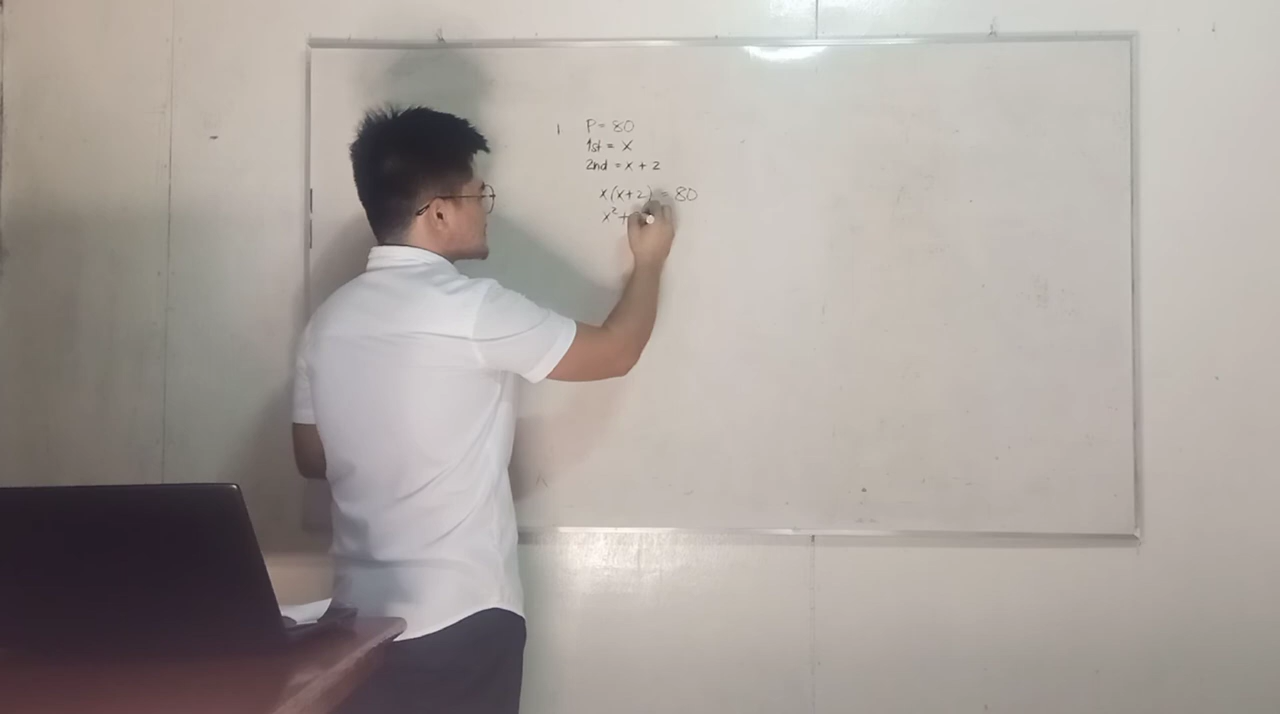 1 P = 80
1st = x
2nd = x + 2
x(x+2) = 80
x² +